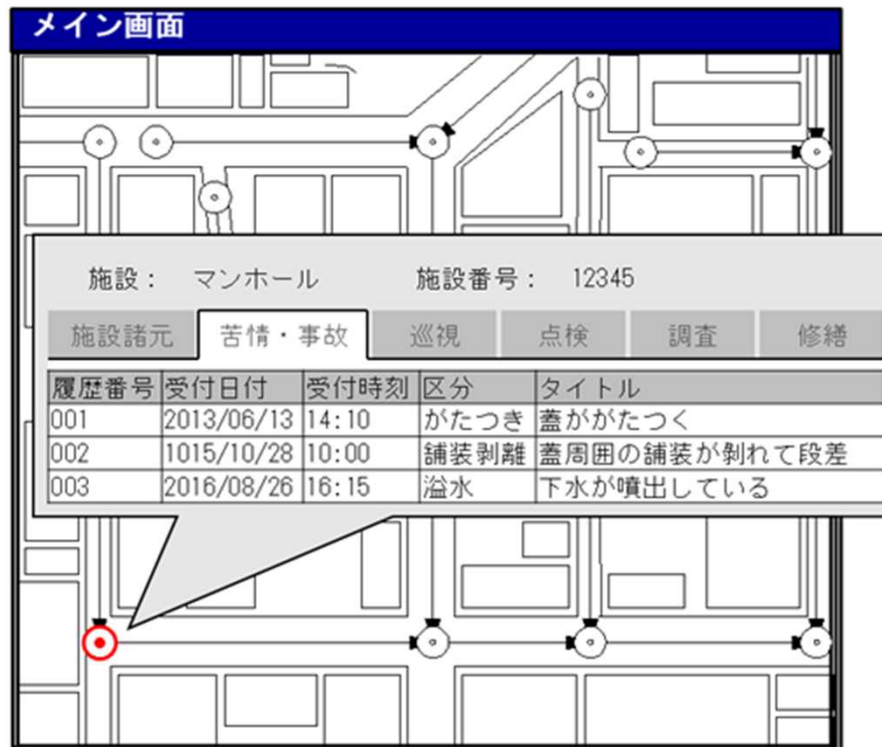 メイン画面
施設： マンホール 施設番号： 12345
施設諸元 苦情・事故 巡視 点検 調査 修繕
履歴番号 受付日付 受付時刻 区分 タイトル
001 2013/06/13 14:10 がたつき 蓋ががたつく
002 1015/10/28 10:00 舗装剥離 蓋周囲の舗装が剥れて段差
003 2016/08/26 16:15 溢水 下水が噴出している